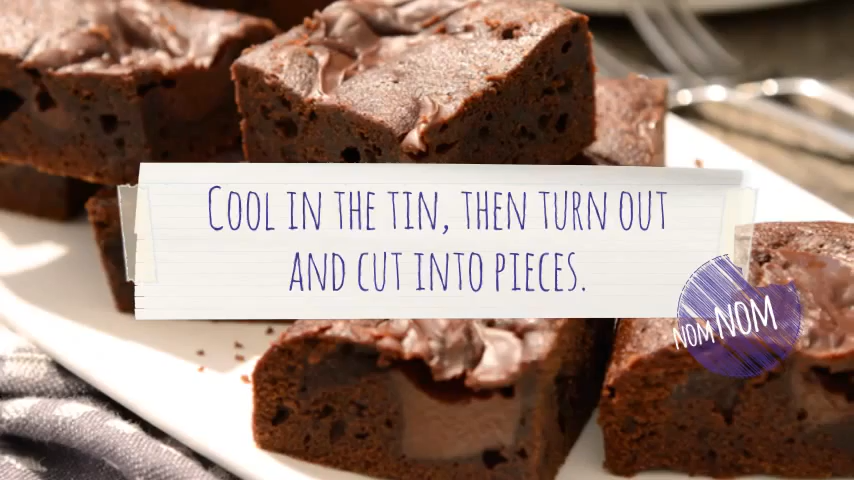 Cool in the tin, then turn out
and cut into pieces.
nom NOM